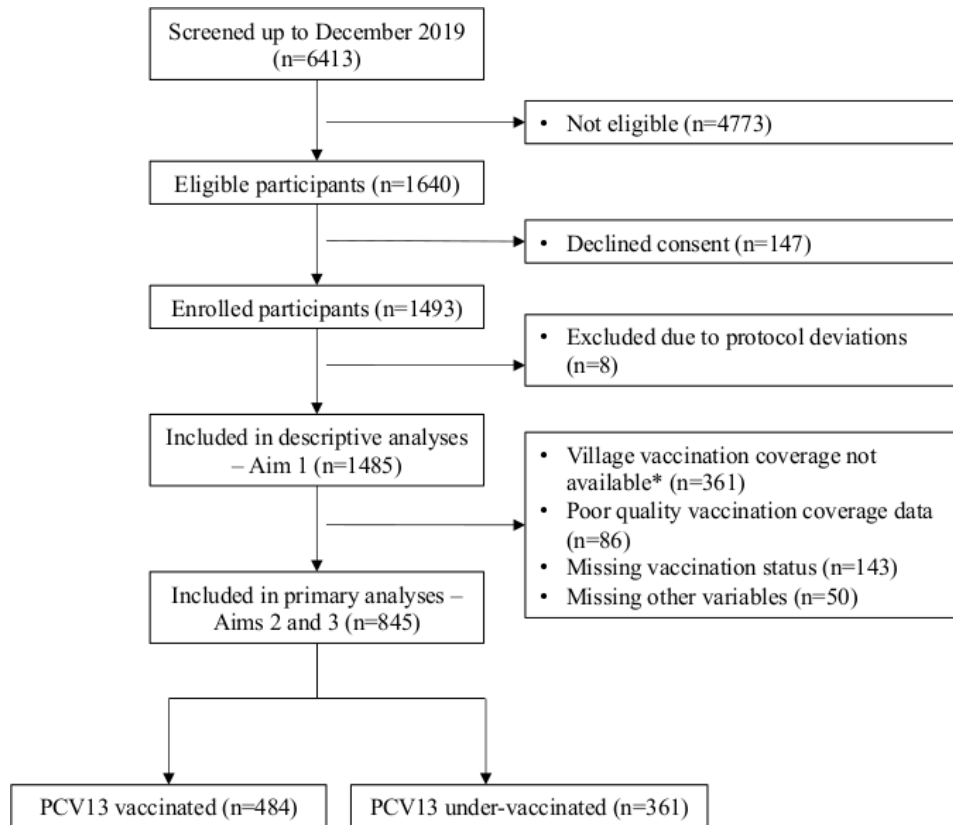 Screened up to December 2019
(n=6413)
• Not eligible (n=4773)
Eligible participants (n=1640)
• Declined consent (n=147)
Enrolled participants (n=1493)
• Excluded due to protocol deviations
(n=8)
Included in descriptive analyses
– Aim 1 (n=1485)
• Village vaccination coverage not
available* (n=361)
• Poor quality vaccination coverage data
(n=86)
• Missing vaccination status (n=143)
• Missing other variables (n=50)
Included in primary analyses –
Aims 2 and 3 (n=845)
PCV13 vaccinated (n=484)
PCV13 under-vaccinated (n=361)